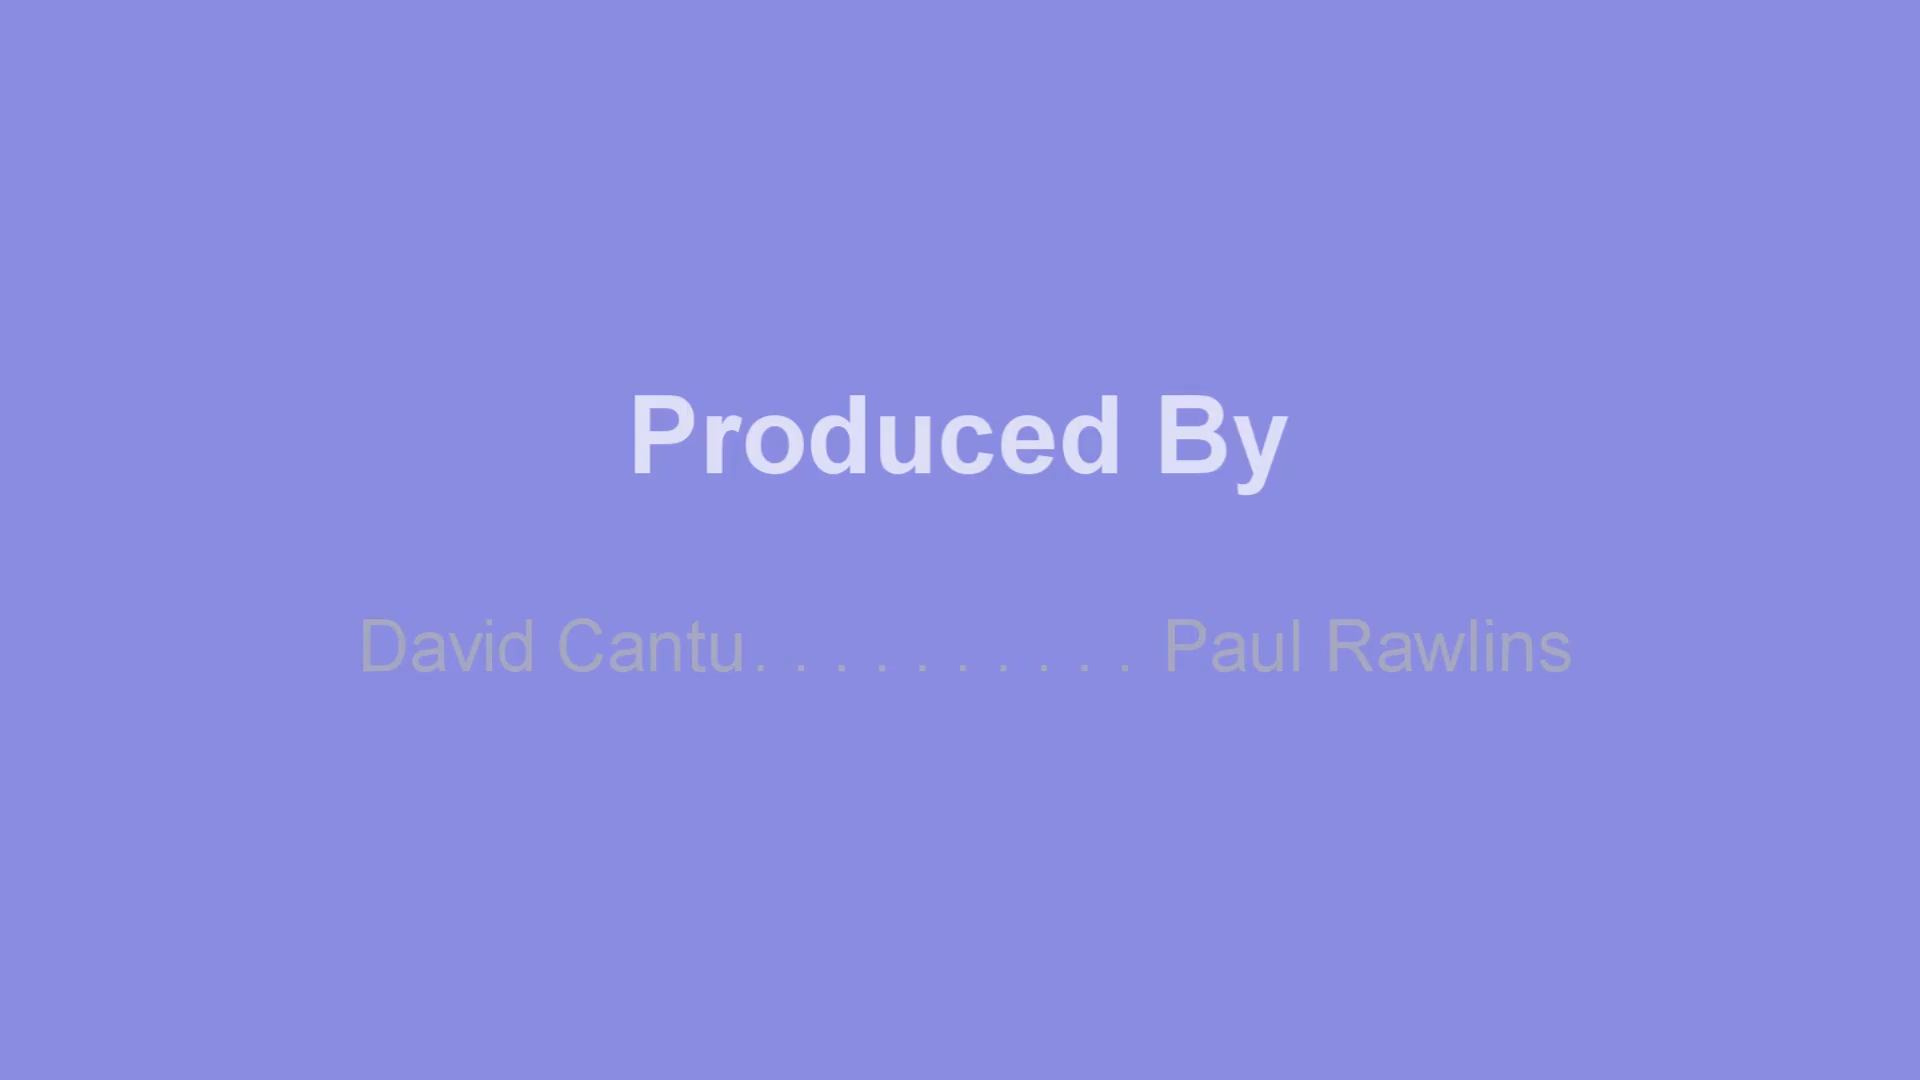 Produced By
David Cantu. . . . . . . . . . Paul Rawlins